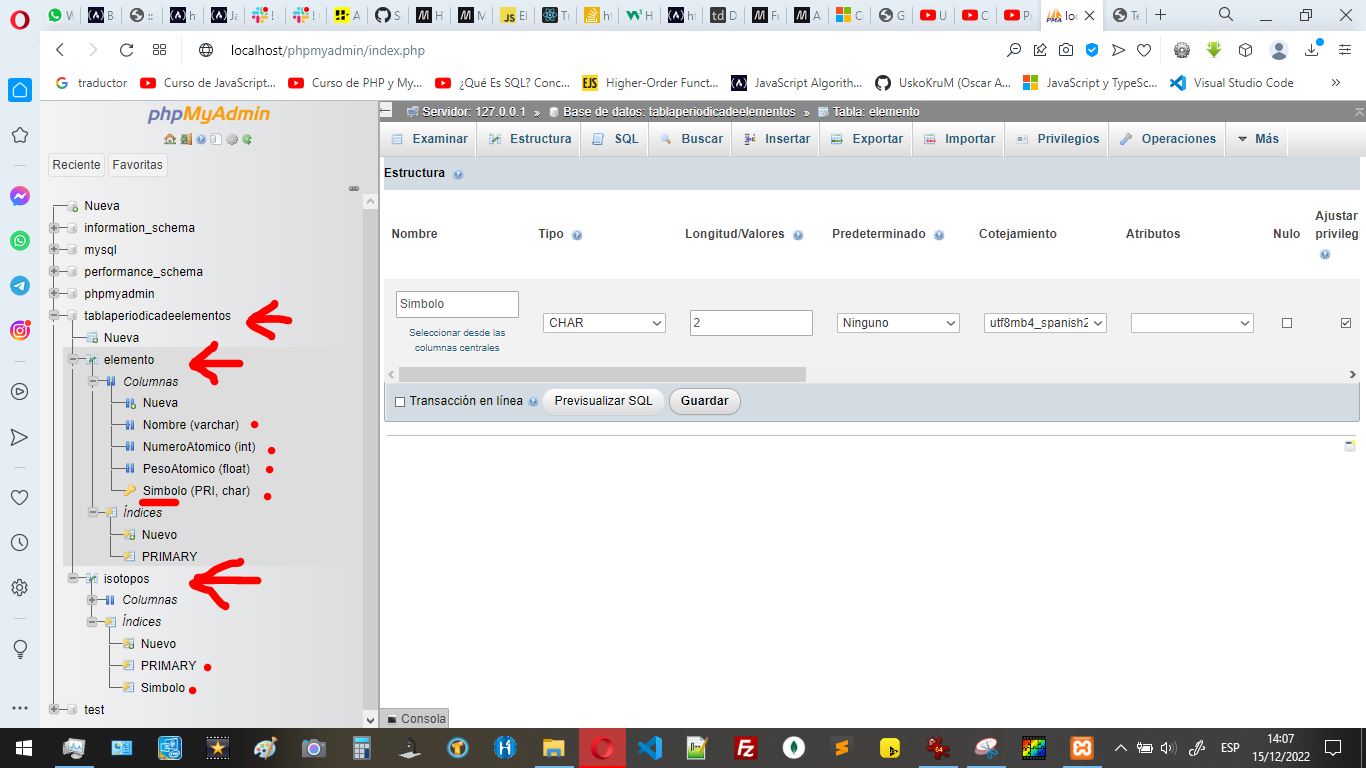 localhost/phpmyadmin/index.php
traductor
Curso de JavaScript...
Curso de PHP y My...
¿Qué Es SQL? Conc...
Higher-Order Funct...
JavaScript Algorith...
UskoKruM (Oscar A...
JavaScript y TypeSc...
Visual Studio Code
phpMyAdmin
Reciente Favoritas
Nueva
information_schema
mysql
performance_schema
phpmyadmin
tablaperiodicadeelementos
Nueva
elemento
Columnas
Nueva
Nombre (varchar)
NumeroAtomico (int)
PesoAtomico (float)
Simbolo (PRI, char)
Índices
Nuevo
PRIMARY
isotopos
Columnas
Índices
Nuevo
PRIMARY
Simbolo
test
Servidor: 127.0.0.1 » Base de datos: tablaperiodicadeelementos » Tabla: elemento
Examinar Estructura SQL Buscar Insertar Exportar Importar Privilegios Operaciones Más
Estructura
Nombre Tipo Longitud/Valores Predeterminado Cotejamiento Atributos Nulo Ajustar privileg
Simbolo CHAR 2 Ninguno utf8mb4_spanish2
Seleccionar desde las
columnas centrales
Transacción en línea Previsualizar SQL Guardar
Consola
ESP
14:07
15/12/2022